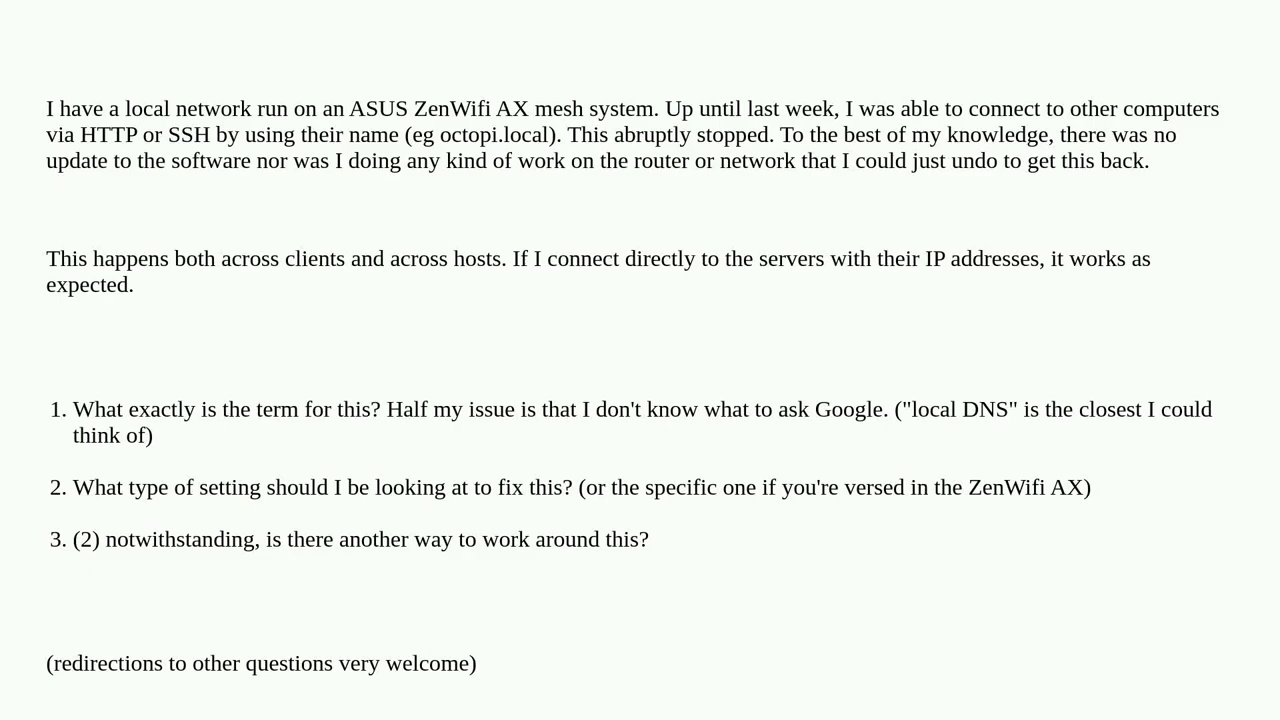 I have a local network run on an ASUS ZenWifi AX mesh system. Up until last week, I was able to connect to other computers
via HTTP or SSH by using their name (eg octopi.local). This abruptly stopped. To the best of my knowledge, there was no
update to the software nor was I doing any kind of work on the router or network that I could just undo to get this back.
This happens both across clients and across hosts. If I connect directly to the servers with their IP addresses, it works as
expected.
1. What exactly is the term for this? Half my issue is that I don't know what to ask Google. ("local DNS" is the closest I could
think of)
2. What type of setting should I be looking at to fix this? (or the specific one if you're versed in the ZenWifi AX)
3. (2) notwithstanding, is there another way to work around this?
(redirections to other questions very welcome)